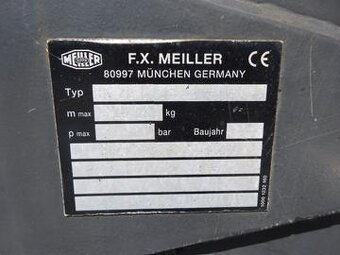 MEILLER
F.X. MEILLER CE
80997 MÜNCHEN GERMANY
Typ
m max kg
p max bar Baujahr